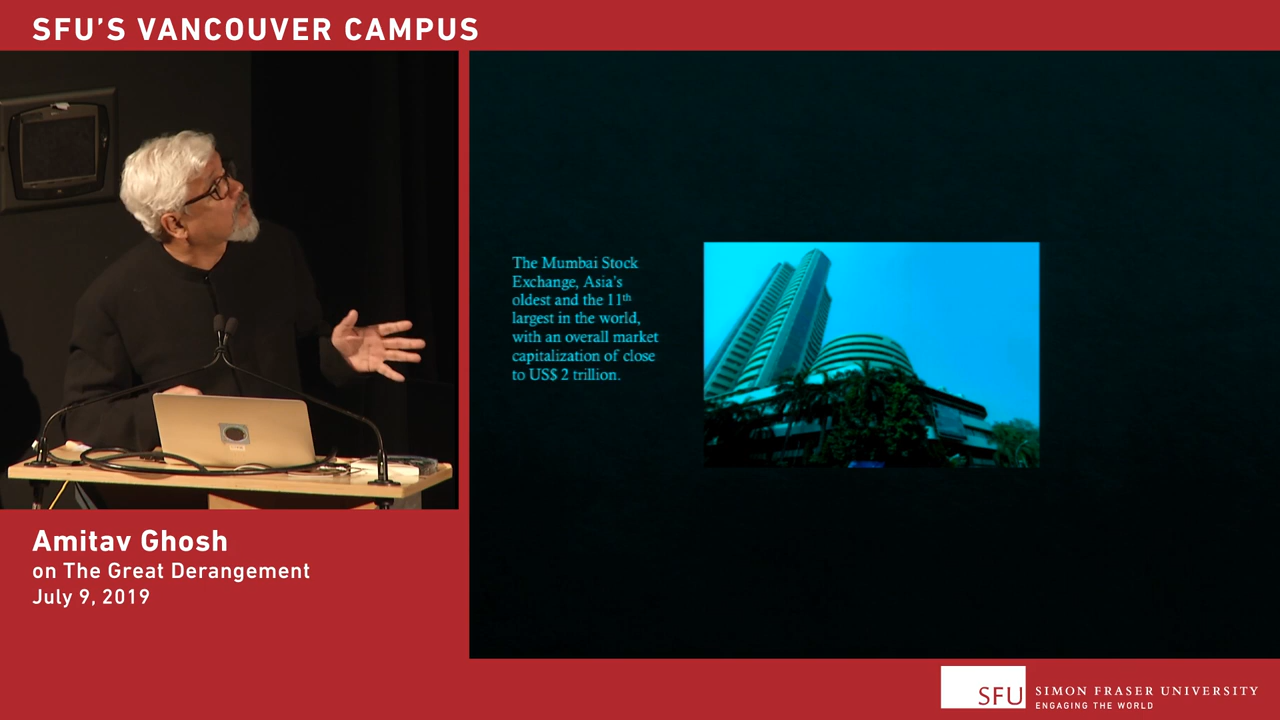 SFU'S VANCOUVER CAMPUS
The Mumbai Stock
Exchange, Asia's
oldest and the 11th
largest in the world,
with an overall market
capitalization of close
to US$ 2 trillion.
Amitav Ghosh
on The Great Derangement
July 9, 2019
SFU
SIMON FRASER UNIVERSITY
ENGAGING THE WORLD